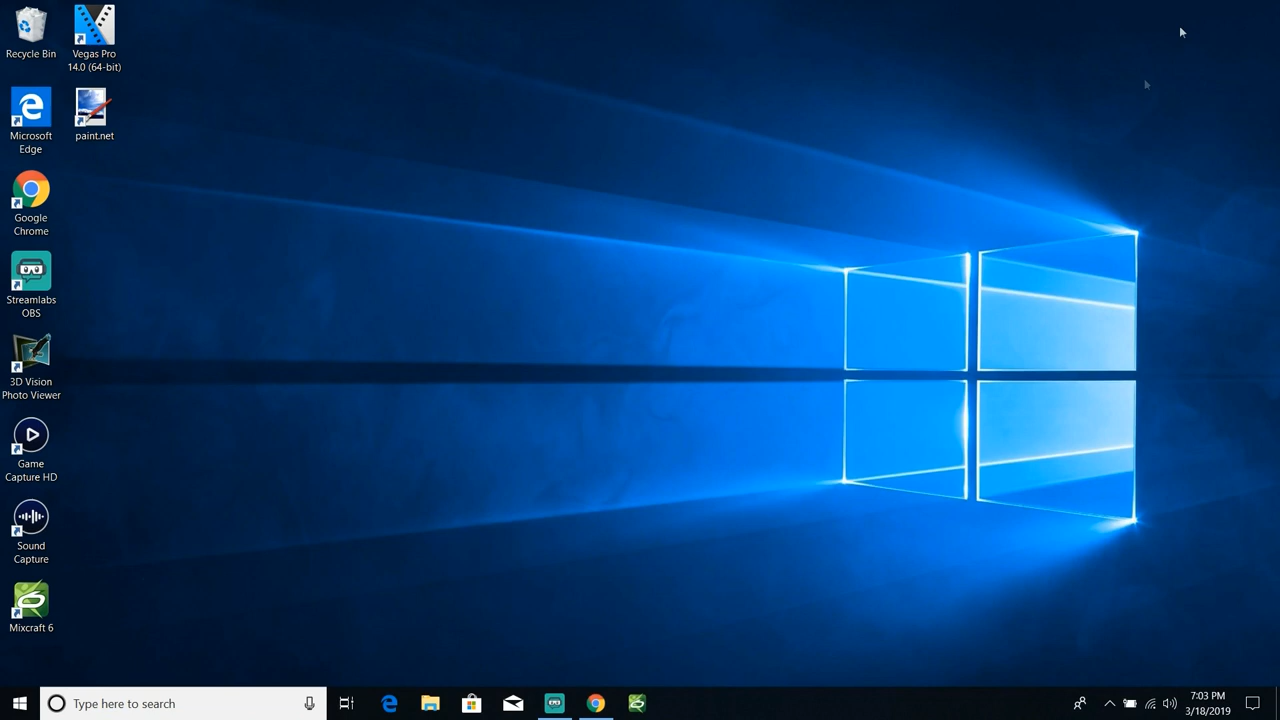 Recycle Bin
Vegas Pro
14.0 (64-bit)
Microsoft
Edge
paint.net
Google
Chrome
Streamlabs
OBS
3D Vision
Photo Viewer
Game
Capture HD
Sound
Capture
Mixcraft 6
Type here to search
7:03 PM
3/18/2019